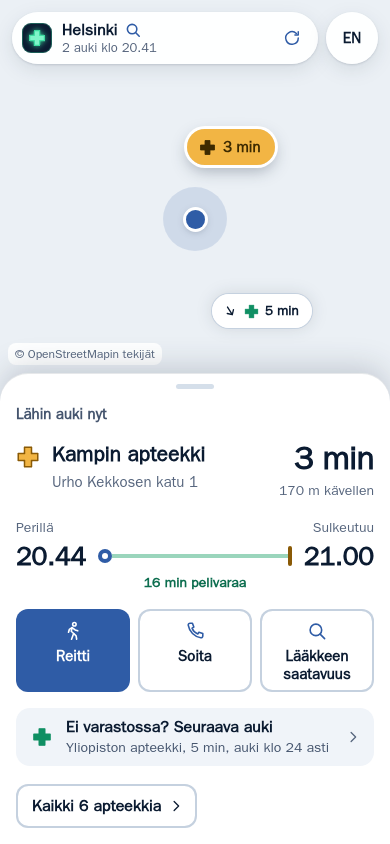 Helsinki
2 auki klo 20.41
EN
3 min
5 min
© OpenStreetMapin tekijät
Lähin auki nyt
Kampin apteekki
3 min
Urho Kekkosen katu 1
170 m kävellen
Perillä
Sulkeutuu
20.44
21.00
16 min pelivaraa
Reitti
Soita
Lääkkeen
saatavuus
Ei varastossa? Seuraava auki
Yliopiston apteekki, 5 min, auki klo 24 asti
Kaikki 6 apteekkia